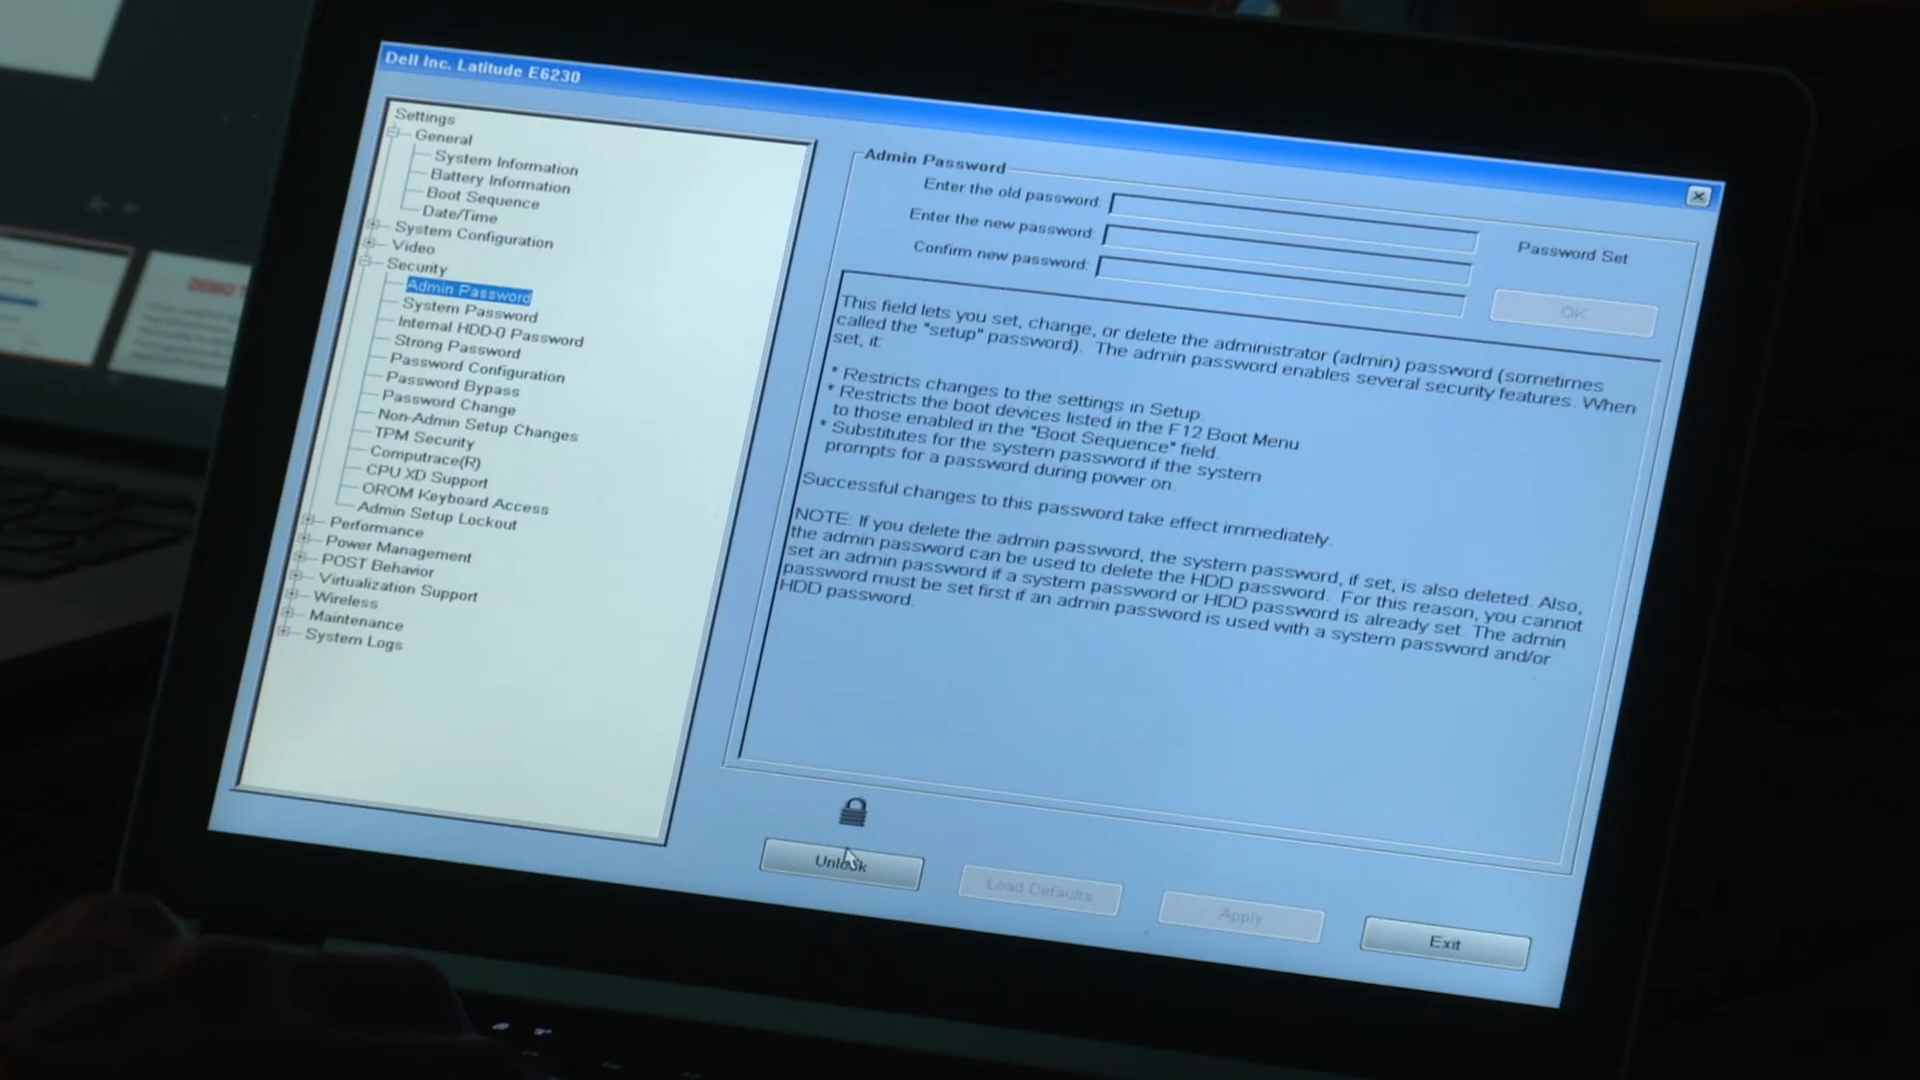 Dell Inc. Latitude E6230
Settings
General
System Information
Battery Information
Boot Sequence
Date/Time
System Configuration
Video
Security
Admin Password
System Password
Internal HDD-0 Password
Strong Password
Password Configuration
Password Bypass
Password Change
Non-Admin Setup Changes
TPM Security
Computrace(R)
CPU XD Support
OROM Keyboard Access
Admin Setup Lockout
Performance
Power Management
POST Behavior
Virtualization Support
Wireless
Maintenance
System Logs
Admin Password
Enter the old password:
Enter the new password:
Confirm new password:
Password Set
OK
This field lets you set, change, or delete the administrator (admin) password (sometimes
called the "setup" password). The admin password enables several security features. When
set, it:
* Restricts changes to the settings in Setup.
* Restricts the boot devices listed in the F12 Boot Menu
to those enabled in the "Boot Sequence" field.
* Substitutes for the system password if the system
prompts for a password during power on.
Successful changes to this password take effect immediately.
NOTE: If you delete the admin password, the system password, if set, is also deleted. Also,
the admin password can be used to delete the HDD password. For this reason, you cannot
set an admin password if a system password or HDD password is already set. The admin
password must be set first if an admin password is used with a system password and/or
HDD password.
Unlock
Load Defaults
Apply
Exit
DEMO